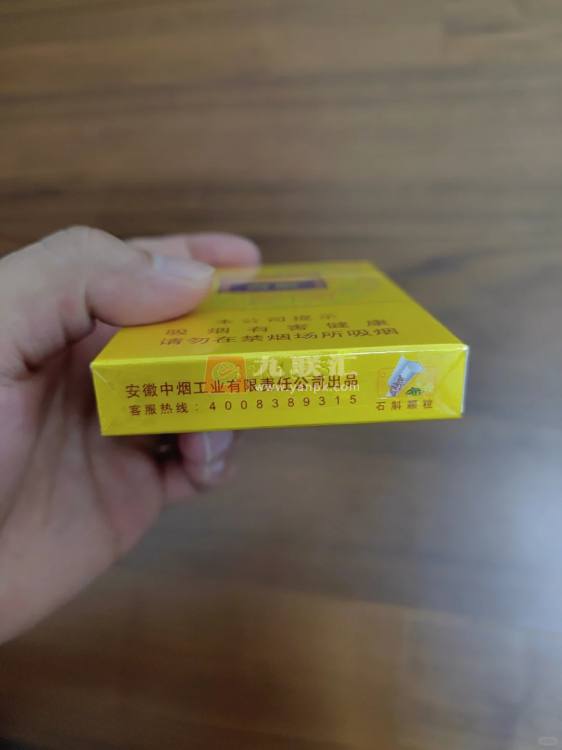 本公司提示
吸烟有害健康
请勿在禁烟场所吸烟
九联汇
安徽中烟工业有限责任公司出品
客服热线：4008389315
石斛颗粒